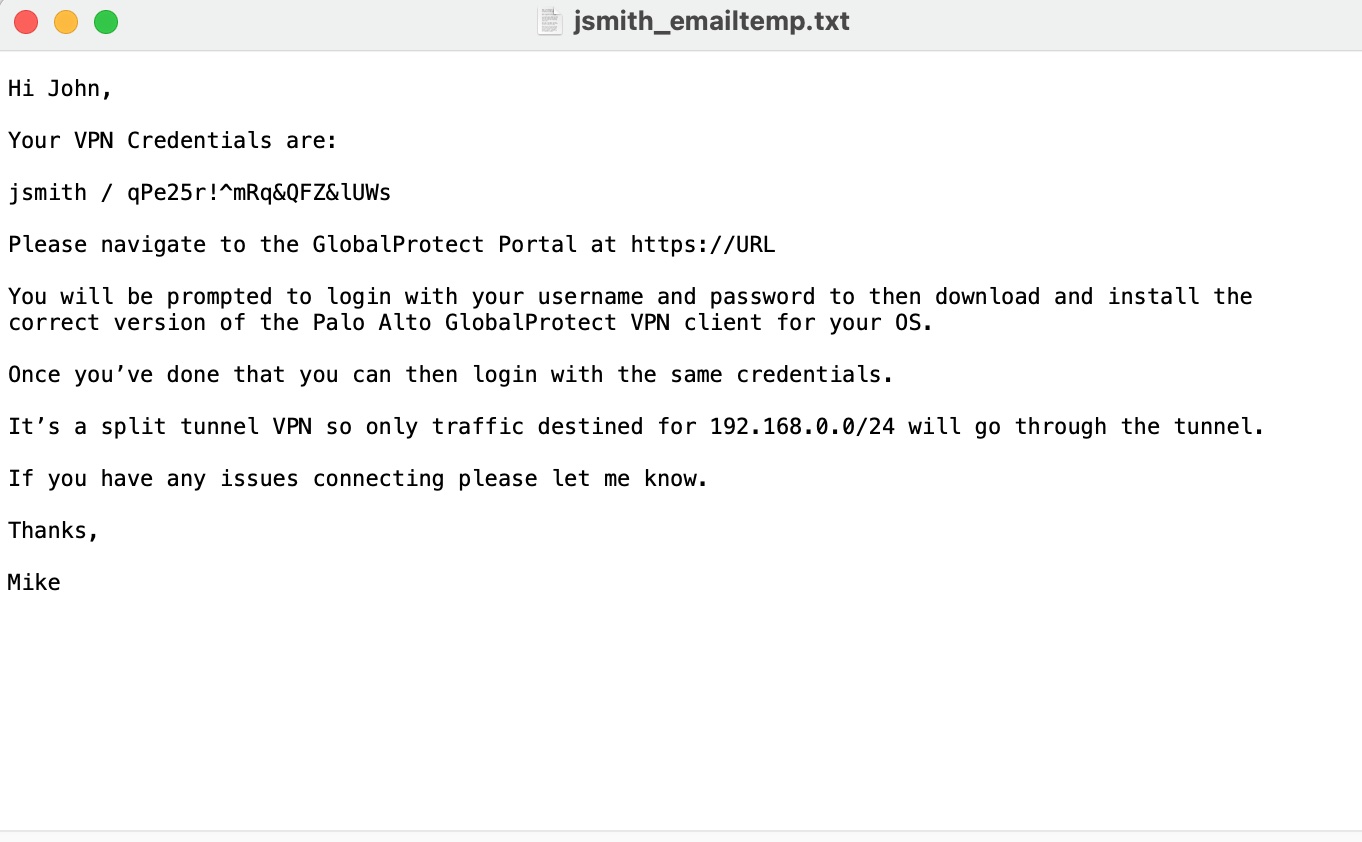 jsmith_emailtemp.txt
Hi John,
Your VPN Credentials are:
jsmith / qPe25r!^mRq&QFZ&lUWs
Please navigate to the GlobalProtect Portal at https://URL
You will be prompted to login with your username and password to then download and install the
correct version of the Palo Alto GlobalProtect VPN client for your OS.
Once you’ve done that you can then login with the same credentials.
It’s a split tunnel VPN so only traffic destined for 192.168.0.0/24 will go through the tunnel.
If you have any issues connecting please let me know.
Thanks,
Mike